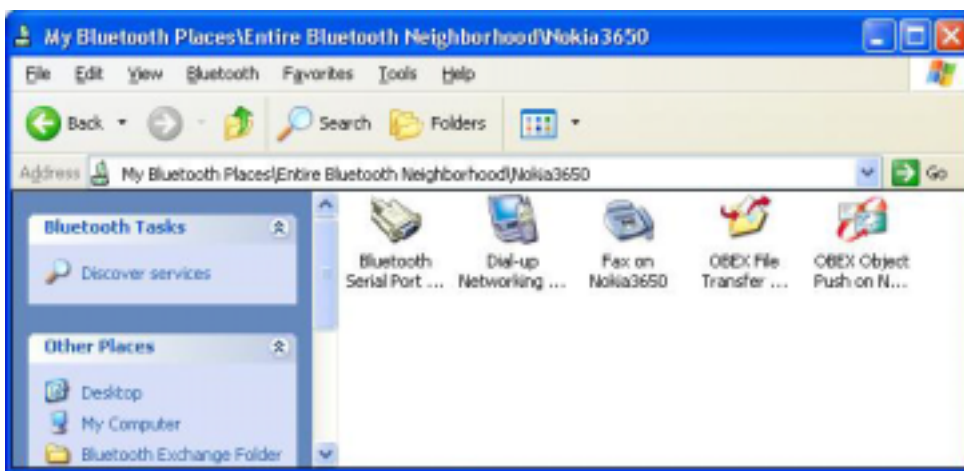 My Bluetooth Places\Entire Bluetooth Neighborhood\Nokia3650
File Edit View Bluetooth Favorites Tools Help
Back Search Folders
Address My Bluetooth Places\Entire Bluetooth Neighborhood\Nokia3650 Go
Bluetooth Tasks
Discover services
Other Places
Desktop
My Computer
Bluetooth Exchange Folder
Bluetooth
Serial Port ...
Dial-up
Networking ...
Fax on
Nokia3650
OBEX File
Transfer ...
OBEX Object
Push on N...